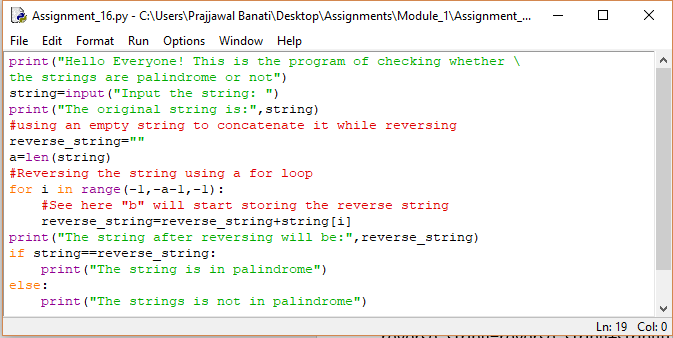 Assignment_16.py - C:\Users\Prajjawal Banati\Desktop\Assignments\Module_1\Assignment_...
File Edit Format Run Options Window Help
print("Hello Everyone! This is the program of checking whether \
the strings are palindrome or not")
string=input("Input the string: ")
print("The original string is:",string)
#using an empty string to concatenate it while reversing
reverse_string=""
a=len(string)
#Reversing the string using a for loop
for i in range(-1,-a-1,-1):
    #See here "b" will start storing the reverse string
    reverse_string=reverse_string+string[i]
print("The string after reversing will be:",reverse_string)
if string==reverse_string:
    print("The string is in palindrome")
else:
    print("The strings is not in palindrome")
Ln: 19 Col: 0